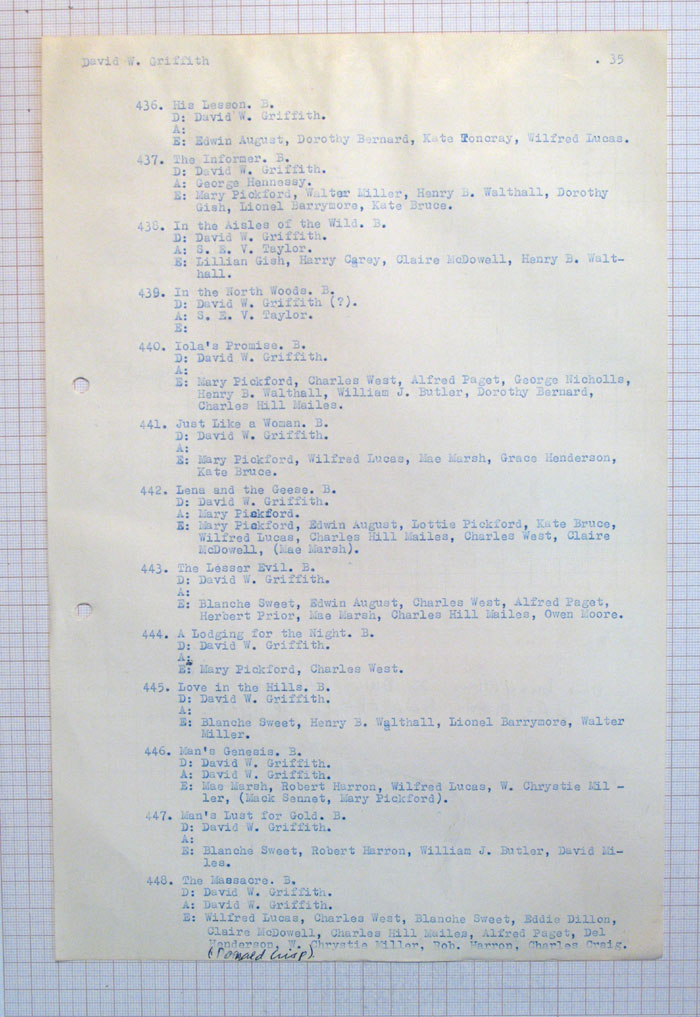 David W. Griffith . 35
436. His Lesson. B.
D: David W. Griffith.
A:
E: Edwin August, Dorothy Bernard, Kate Toncray, Wilfred Lucas.
437. The Informer. B.
D: David W. Griffith.
A: George Hennessy.
E: Mary Pickford, Walter Miller, Henry B. Walthall, Dorothy
Gish, Lionel Barrymore, Kate Bruce.
438. In the Aisles of the Wild. B.
D: David W. Griffith.
A: S. E. V. Taylor.
E: Lillian Gish, Harry Carey, Claire McDowell, Henry B. Walt-
hall.
439. In the North Woods. B.
D: David W. Griffith (?).
A: S. E. V. Taylor.
E:
440. Iola's Promise. B.
D: David W. Griffith.
A:
E: Mary Pickford, Charles West, Alfred Paget, George Nicholls,
Henry B. Walthall, William J. Butler, Dorothy Bernard,
Charles Hill Mailes.
441. Just Like a Woman. B.
D: David W. Griffith.
A:
E: Mary Pickford, Wilfred Lucas, Mae Marsh, Grace Henderson,
Kate Bruce.
442. Lena and the Geese. B.
D: David W. Griffith.
A: Mary Pickford.
E: Mary Pickford, Edwin August, Lottie Pickford, Kate Bruce,
Wilfred Lucas, Charles Hill Mailes, Charles West, Claire
McDowell, (Mae Marsh).
443. The Lesser Evil. B.
D: David W. Griffith.
A:
E: Blanche Sweet, Edwin August, Charles West, Alfred Paget,
Herbert Prior, Mae Marsh, Charles Hill Mailes, Owen Moore.
444. A Lodging for the Night. B.
D: David W. Griffith.
A:
E: Mary Pickford, Charles West.
445. Love in the Hills. B.
D: David W. Griffith.
A:
E: Blanche Sweet, Henry B. Walthall, Lionel Barrymore, Walter
Miller.
446. Man's Genesis. B.
D: David W. Griffith.
A: David W. Griffith.
E: Mae Marsh, Robert Harron, Wilfred Lucas, W. Chrystie Mil -
ler, (Mack Sennet, Mary Pickford).
447. Man's Lust for Gold. B.
D: David W. Griffith.
A:
E: Blanche Sweet, Robert Harron, William J. Butler, David Mi-
les.
448. The Massacre. B.
D: David W. Griffith.
A: David W. Griffith.
E: Wilfred Lucas, Charles West, Blanche Sweet, Eddie Dillon,
Claire McDowell, Charles Hill Mailes, Alfred Paget, Del
Henderson, W. Chrystie Miller, Bob. Harron, Charles Craig.
(Donald Crisp).